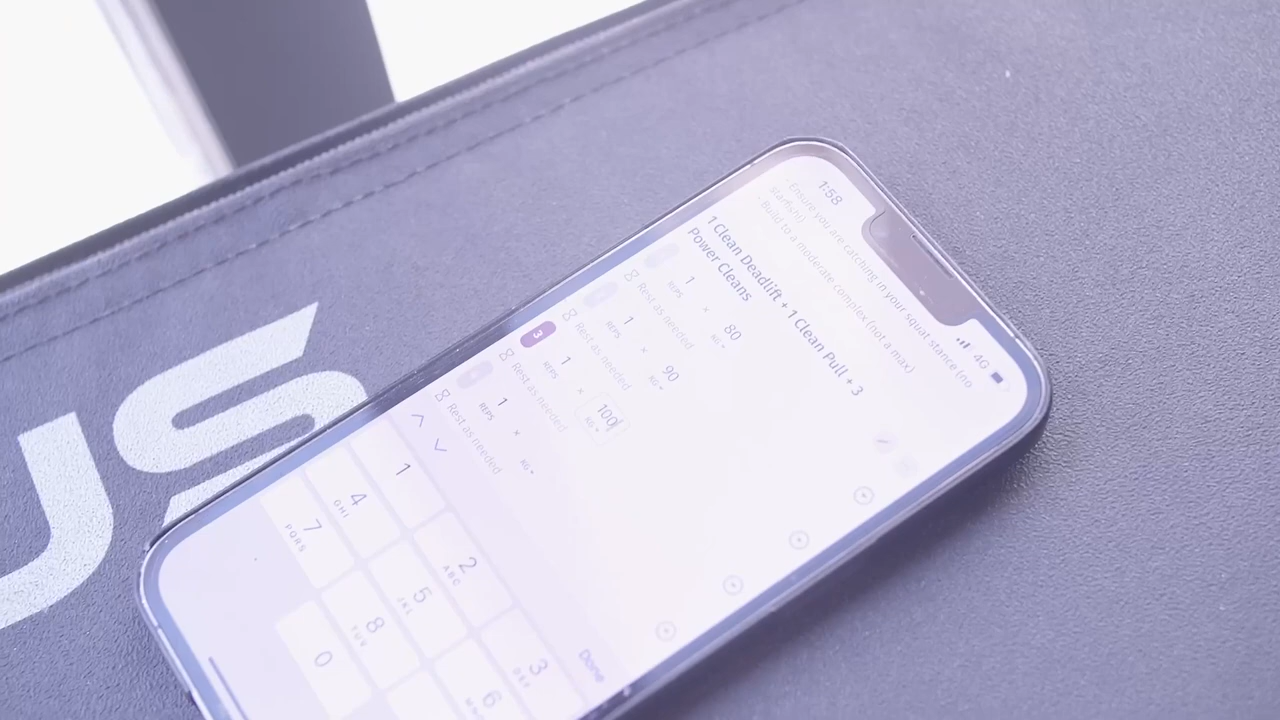 1:58
4G
- Ensure you are catching in your squat stance (no
starfish!)
- Build to a moderate complex (not a max)
1 Clean Deadlift + 1 Clean Pull + 3
Power Cleans
1 × 80
REPS KG
Rest as needed
1 × 90
REPS KG
Rest as needed
3 1 × 100
REPS KG
Rest as needed
1 ×
REPS KG
Rest as needed
Done
1 2 3
ABC DEF
4 5 6
GHI JKL MN
7 8
PQRS TUV
0
US